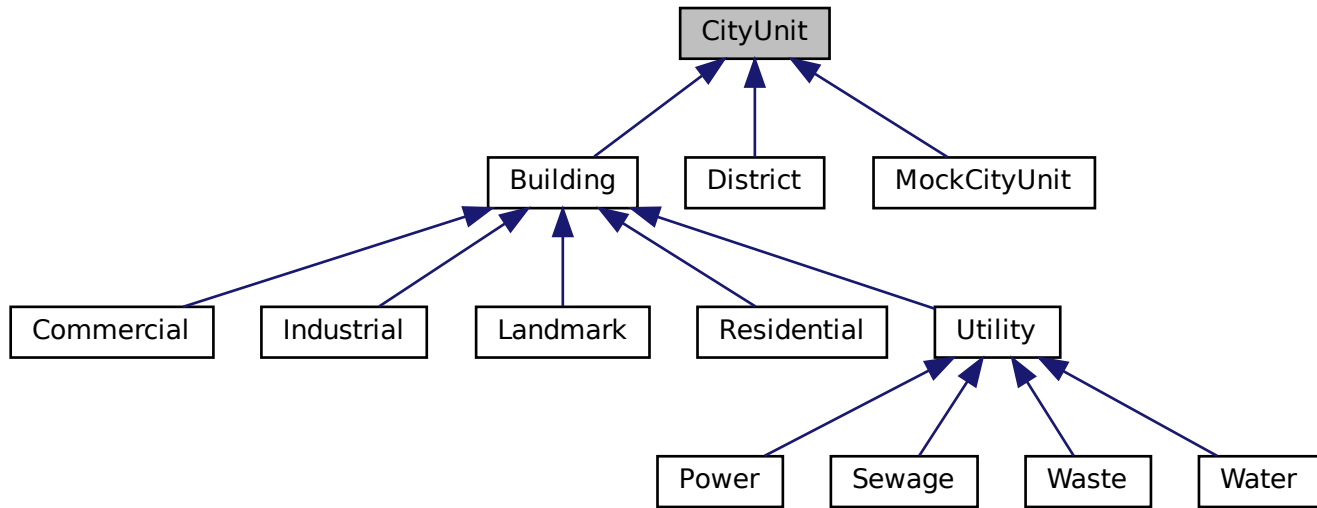 CityUnit
Building
District
MockCityUnit
Commercial
Industrial
Landmark
Residential
Utility
Power
Sewage
Waste
Water